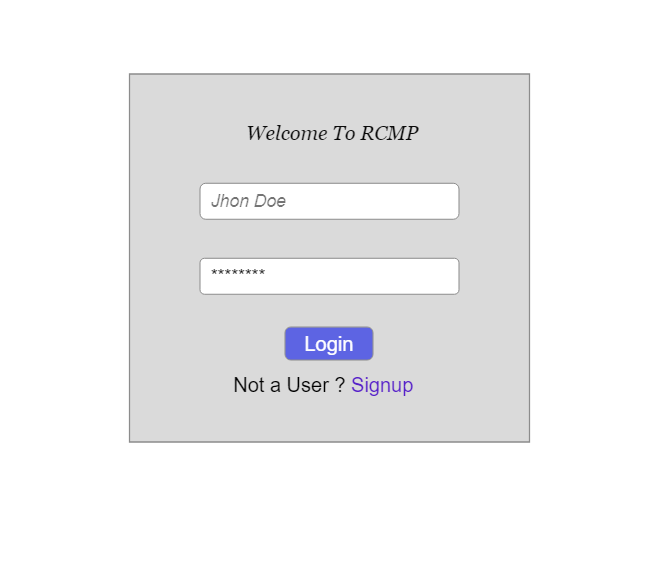 Welcome To RCMP
Jhon Doe
********
Login
Not a User ? Signup